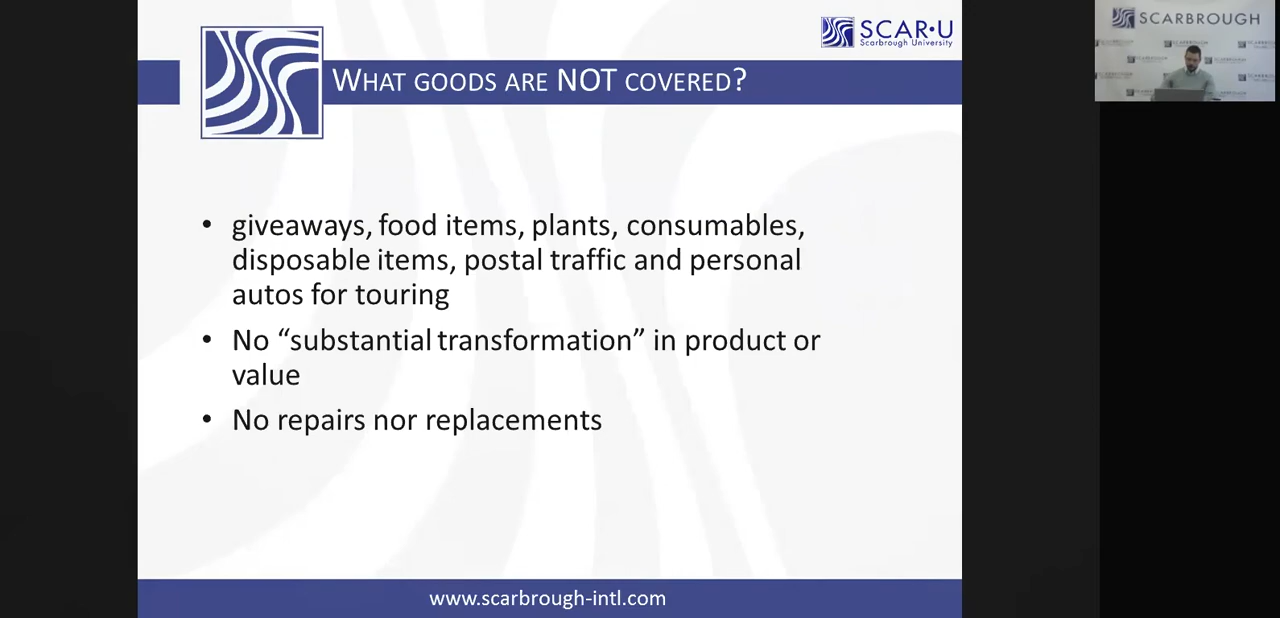 SCAR•U
Scarbrough University
WHAT GOODS ARE NOT COVERED?
• giveaways, food items, plants, consumables,
disposable items, postal traffic and personal
autos for touring
• No “substantial transformation” in product or
value
• No repairs nor replacements
www.scarbrough-intl.com
SCARBROUGH